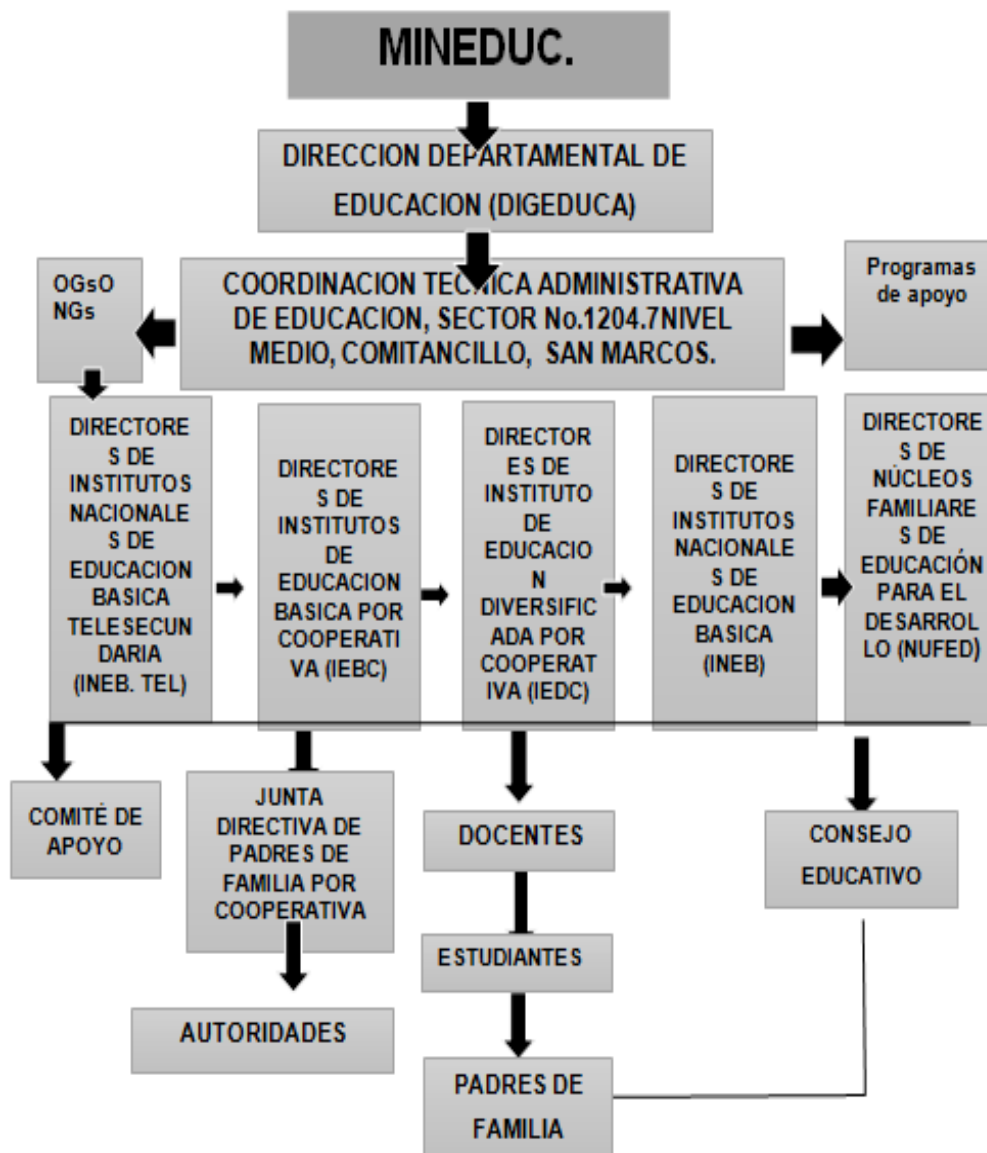 MINEDUC.
DIRECCION DEPARTAMENTAL DE
EDUCACION (DIGEDUCA)
OGsO
NGs
COORDINACION TECNICA ADMINISTRATIVA
DE EDUCACION, SECTOR No.1204.7NIVEL
MEDIO, COMITANCILLO, SAN MARCOS.
Programas
de apoyo
DIRECTORE
S DE
INSTITUTOS
NACIONALE
S DE
EDUCACION
BASICA
TELESECUN
DARIA
(INEB. TEL)
DIRECTORE
S DE
INSTITUTOS
DE
EDUCACION
BASICA POR
COOPERATI
VA (IEBC)
DIRECTOR
ES DE
INSTITUTO
DE
EDUCACIO
N
DIVERSIFIC
ADA POR
COOPERAT
IVA (IEDC)
DIRECTORE
S DE
INSTITUTOS
NACIONALE
S DE
EDUCACION
BASICA
(INEB)
DIRECTORE
S DE
NÚCLEOS
FAMILIARE
S DE
EDUCACIÓN
PARA EL
DESARROL
LO (NUFED)
COMITÉ DE
APOYO
JUNTA
DIRECTIVA DE
PADRES DE
FAMILIA POR
COOPERATIVA
DOCENTES
CONSEJO
EDUCATIVO
ESTUDIANTES
AUTORIDADES
PADRES DE
FAMILIA